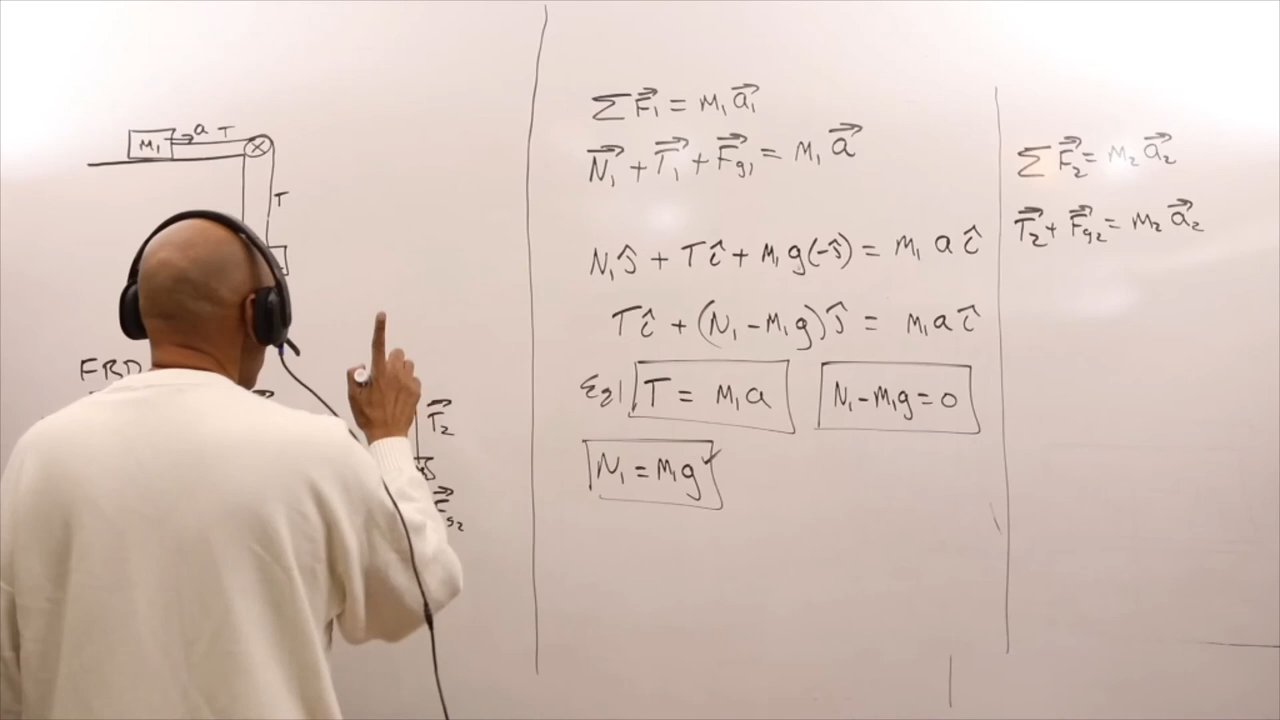 M₁ a T
T
FBD
T⃗₂
g₂
ΣF⃗₁ = M₁a⃗₁
N⃗₁ + T⃗₁ + F⃗g₁ = M₁a⃗
N₁ĵ + Tî + M₁g(-ĵ) = M₁aî
Tî + (N₁ - M₁g)ĵ = M₁aî
Eq1 T = M₁a N₁ - M₁g = 0
N₁ = M₁g
ΣF⃗₂ = M₂a⃗₂
T⃗₂ + F⃗g₂ = M₂a⃗₂